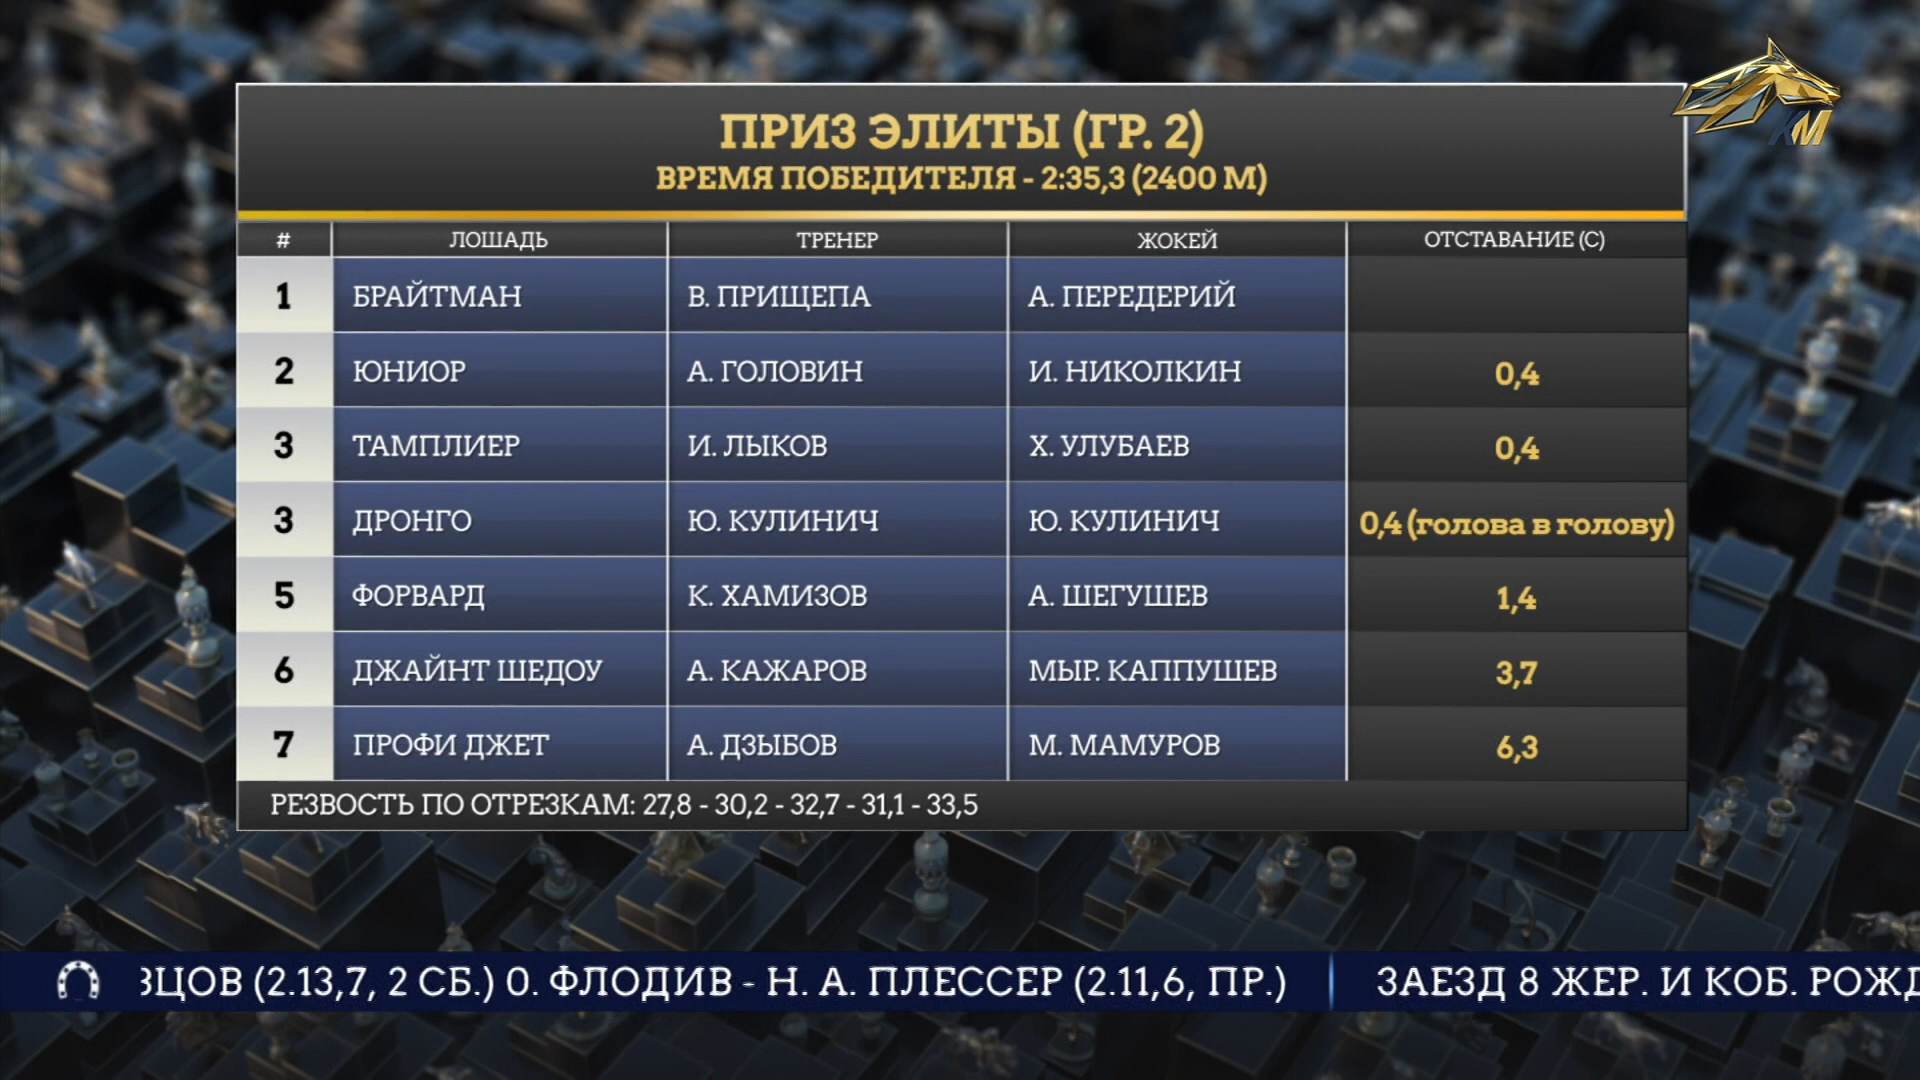 ПРИЗ ЭЛИТЫ (ГР. 2)
ВРЕМЯ ПОБЕДИТЕЛЯ - 2:35,3 (2400 М)
# ЛОШАДЬ ТРЕНЕР ЖОКЕЙ ОТСТАВАНИЕ (С)
1 БРАЙТМАН В. ПРИЩЕПА А. ПЕРЕДЕРИЙ
2 ЮНИОР А. ГОЛОВИН И. НИКОЛКИН 0,4
3 ТАМПЛИЕР И. ЛЫКОВ Х. УЛУБАЕВ 0,4
3 ДРОНГО Ю. КУЛИНИЧ Ю. КУЛИНИЧ 0,4 (голова в голову)
5 ФОРВАРД К. ХАМИЗОВ А. ШЕГУШЕВ 1,4
6 ДЖАЙНТ ШЕДОУ А. КАЖАРОВ МЫР. КАППУШЕВ 3,7
7 ПРОФИ ДЖЕТ А. ДЗЫБОВ М. МАМУРОВ 6,3
РЕЗВОСТЬ ПО ОТРЕЗКАМ: 27,8 - 30,2 - 32,7 - 31,1 - 33,5
КМ
ЗЦОВ (2.13,7, 2 СБ.) О. ФЛОДИВ - Н. А. ПЛЕССЕР (2.11,6, ПР.) ЗАЕЗД 8 ЖЕР. И КОБ. РОЖД